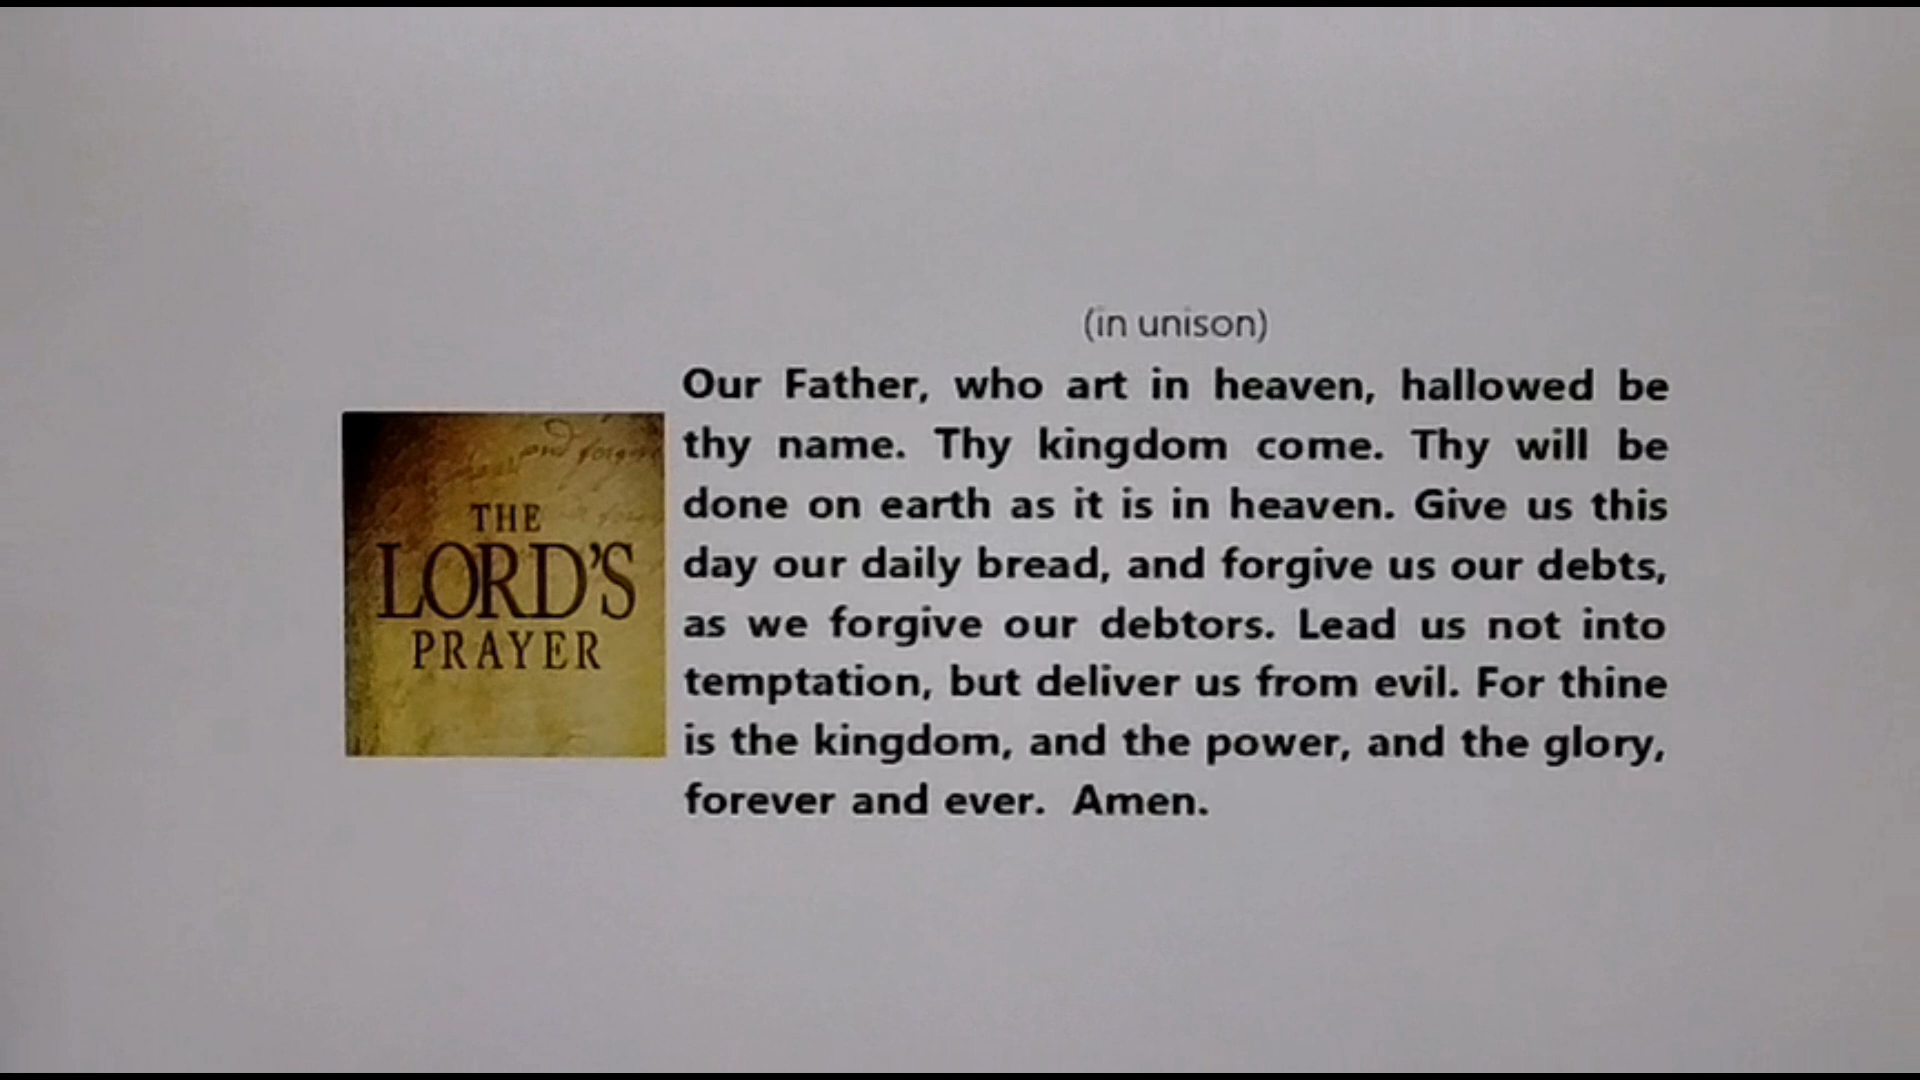 (in unison)
Our Father, who art in heaven, hallowed be
thy name. Thy kingdom come. Thy will be
done on earth as it is in heaven. Give us this
day our daily bread, and forgive us our debts,
as we forgive our debtors. Lead us not into
temptation, but deliver us from evil. For thine
is the kingdom, and the power, and the glory,
forever and ever. Amen.
and forgive
THE
LORD'S
PRAYER